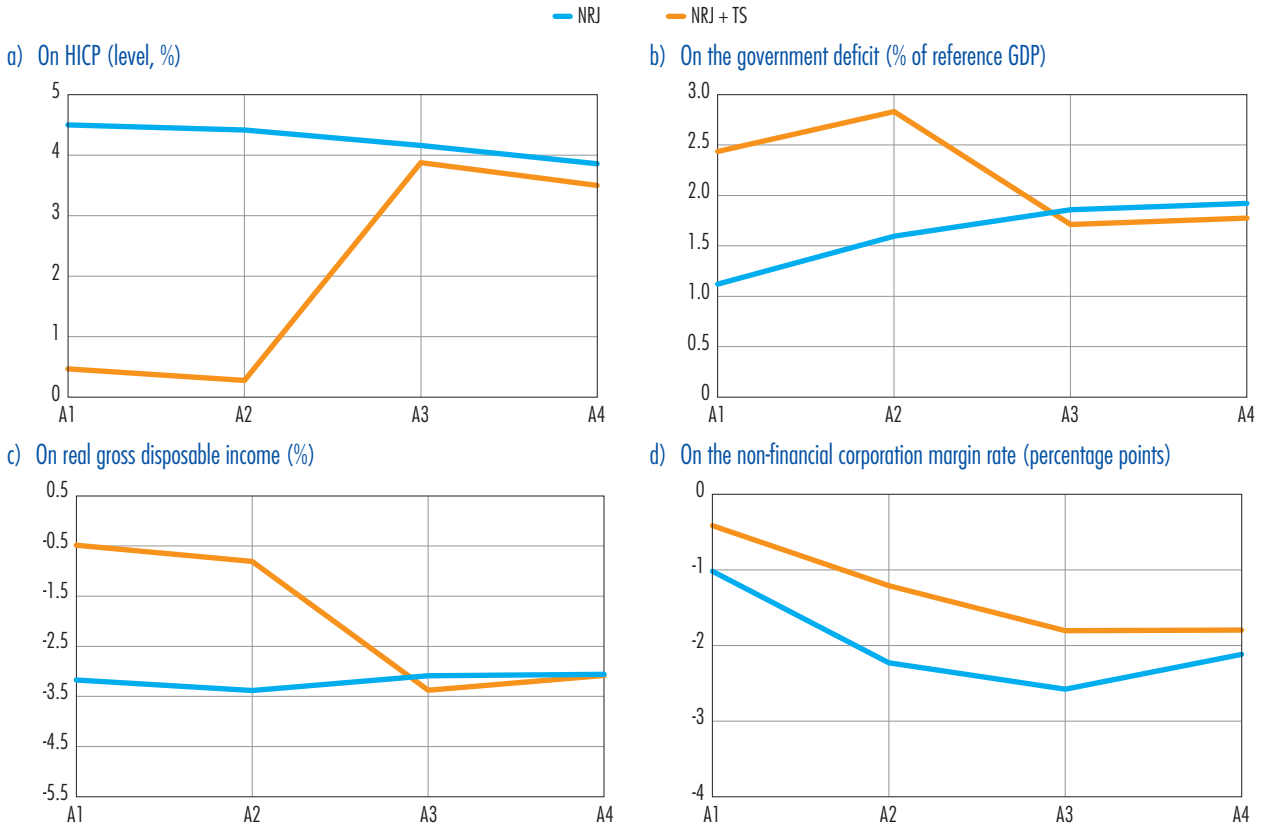 NRJ NRJ + TS
a) On HICP (level, %)
5
4
3
2
1
0
A1 A2 A3 A4
b) On the government deficit (% of reference GDP)
3.0
2.5
2.0
1.5
1.0
0.5
0
A1 A2 A3 A4
c) On real gross disposable income (%)
0.5
-0.5
-1.5
-2.5
-3.5
-4.5
-5.5
A1 A2 A3 A4
d) On the non-financial corporation margin rate (percentage points)
0
-1
-2
-3
-4
A1 A2 A3 A4